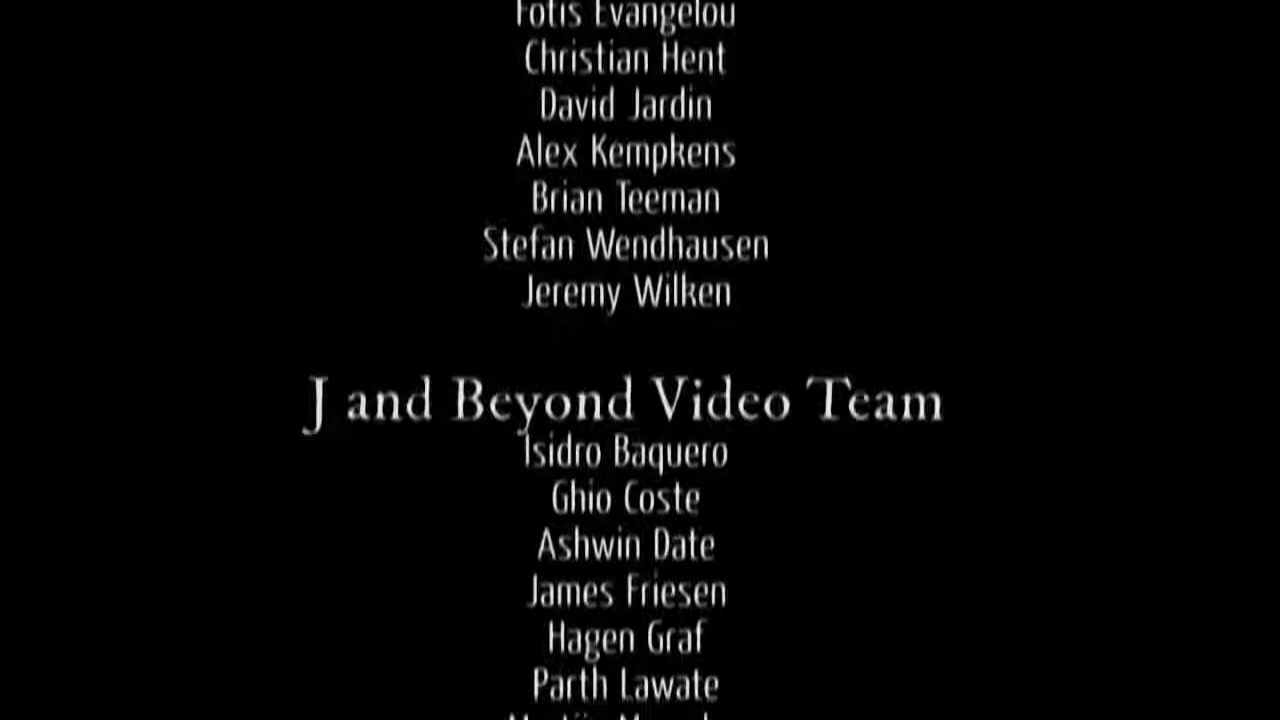 Fotis Evangelou
Christian Hent
David Jardin
Alex Kempkens
Brian Teeman
Stefan Wendhausen
Jeremy Wilken
J and Beyond Video Team
Isidro Baquero
Ghio Coste
Ashwin Date
James Friesen
Hagen Graf
Parth Lawate